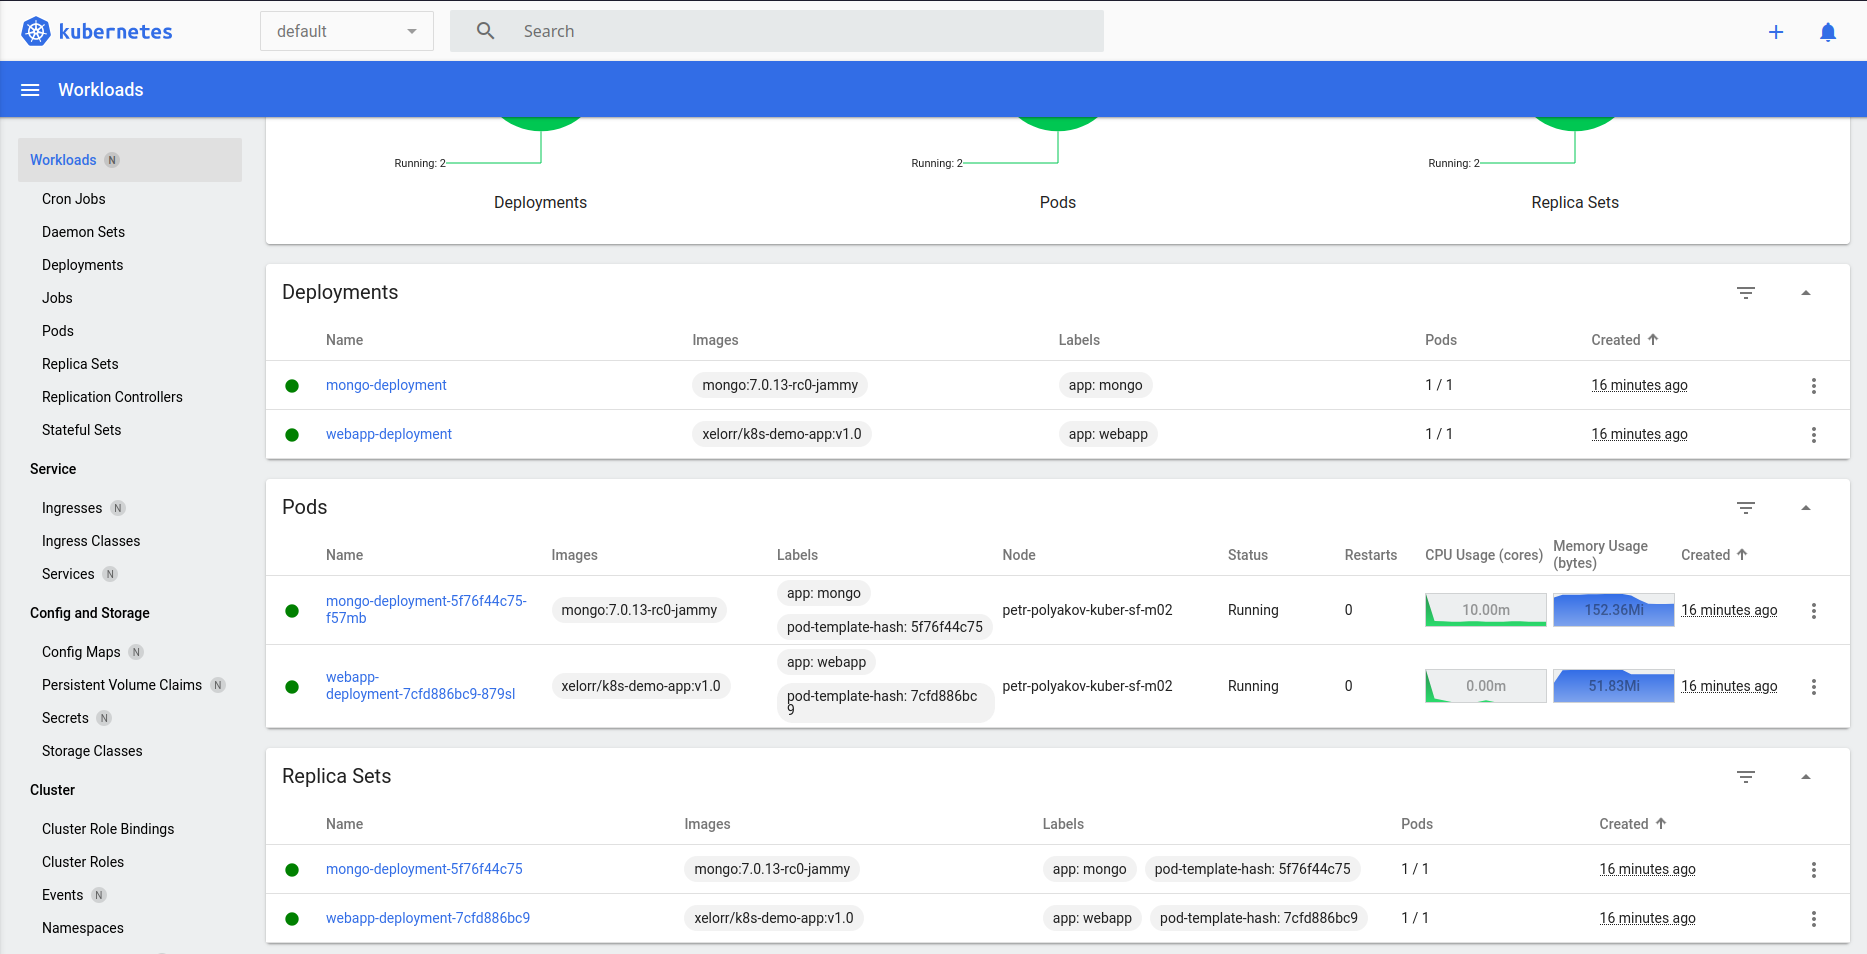 kubernetes
default
Search
Workloads
Running: 2
Running: 2
Running: 2
Deployments
Pods
Replica Sets
Workloads N
Cron Jobs
Daemon Sets
Deployments
Jobs
Pods
Replica Sets
Replication Controllers
Stateful Sets
Service
Ingresses N
Ingress Classes
Services N
Config and Storage
Config Maps N
Persistent Volume Claims N
Secrets N
Storage Classes
Cluster
Cluster Role Bindings
Cluster Roles
Events N
Namespaces
Deployments
Name Images Labels Pods Created
mongo-deployment mongo:7.0.13-rc0-jammy app: mongo 1 / 1 16 minutes ago
webapp-deployment xelorr/k8s-demo-app:v1.0 app: webapp 1 / 1 16 minutes ago
Pods
Name Images Labels Node Status Restarts CPU Usage (cores) Memory Usage
(bytes) Created
mongo-deployment-5f76f44c75-
f57mb
mongo:7.0.13-rc0-jammy
app: mongo
pod-template-hash: 5f76f44c75
petr-polyakov-kuber-sf-m02 Running 0 10.00m 152.36Mi 16 minutes ago
webapp-
deployment-7cfd886bc9-879sl
xelorr/k8s-demo-app:v1.0
app: webapp
pod-template-hash: 7cfd886bc
9
petr-polyakov-kuber-sf-m02 Running 0 0.00m 51.83Mi 16 minutes ago
Replica Sets
Name Images Labels Pods Created
mongo-deployment-5f76f44c75 mongo:7.0.13-rc0-jammy app: mongo pod-template-hash: 5f76f44c75 1 / 1 16 minutes ago
webapp-deployment-7cfd886bc9 xelorr/k8s-demo-app:v1.0 app: webapp pod-template-hash: 7cfd886bc9 1 / 1 16 minutes ago